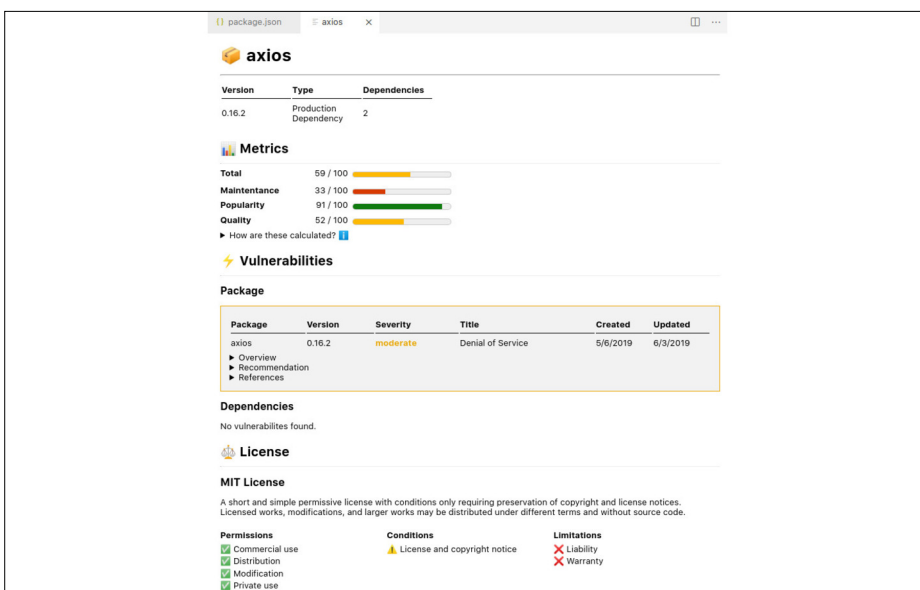 package.json axios
axios
Version Type Dependencies
0.16.2 Production Dependency 2
Metrics
Total 59 / 100
Maintentance 33 / 100
Popularity 91 / 100
Quality 52 / 100
How are these calculated?
Vulnerabilities
Package
Package Version Severity Title Created Updated
axios 0.16.2 moderate Denial of Service 5/6/2019 6/3/2019
Overview
Recommendation
References
Dependencies
No vulnerabilites found.
License
MIT License
A short and simple permissive license with conditions only requiring preservation of copyright and license notices.
Licensed works, modifications, and larger works may be distributed under different terms and without source code.
Permissions Conditions Limitations
Commercial use License and copyright notice Liability
Distribution Warranty
Modification
Private use